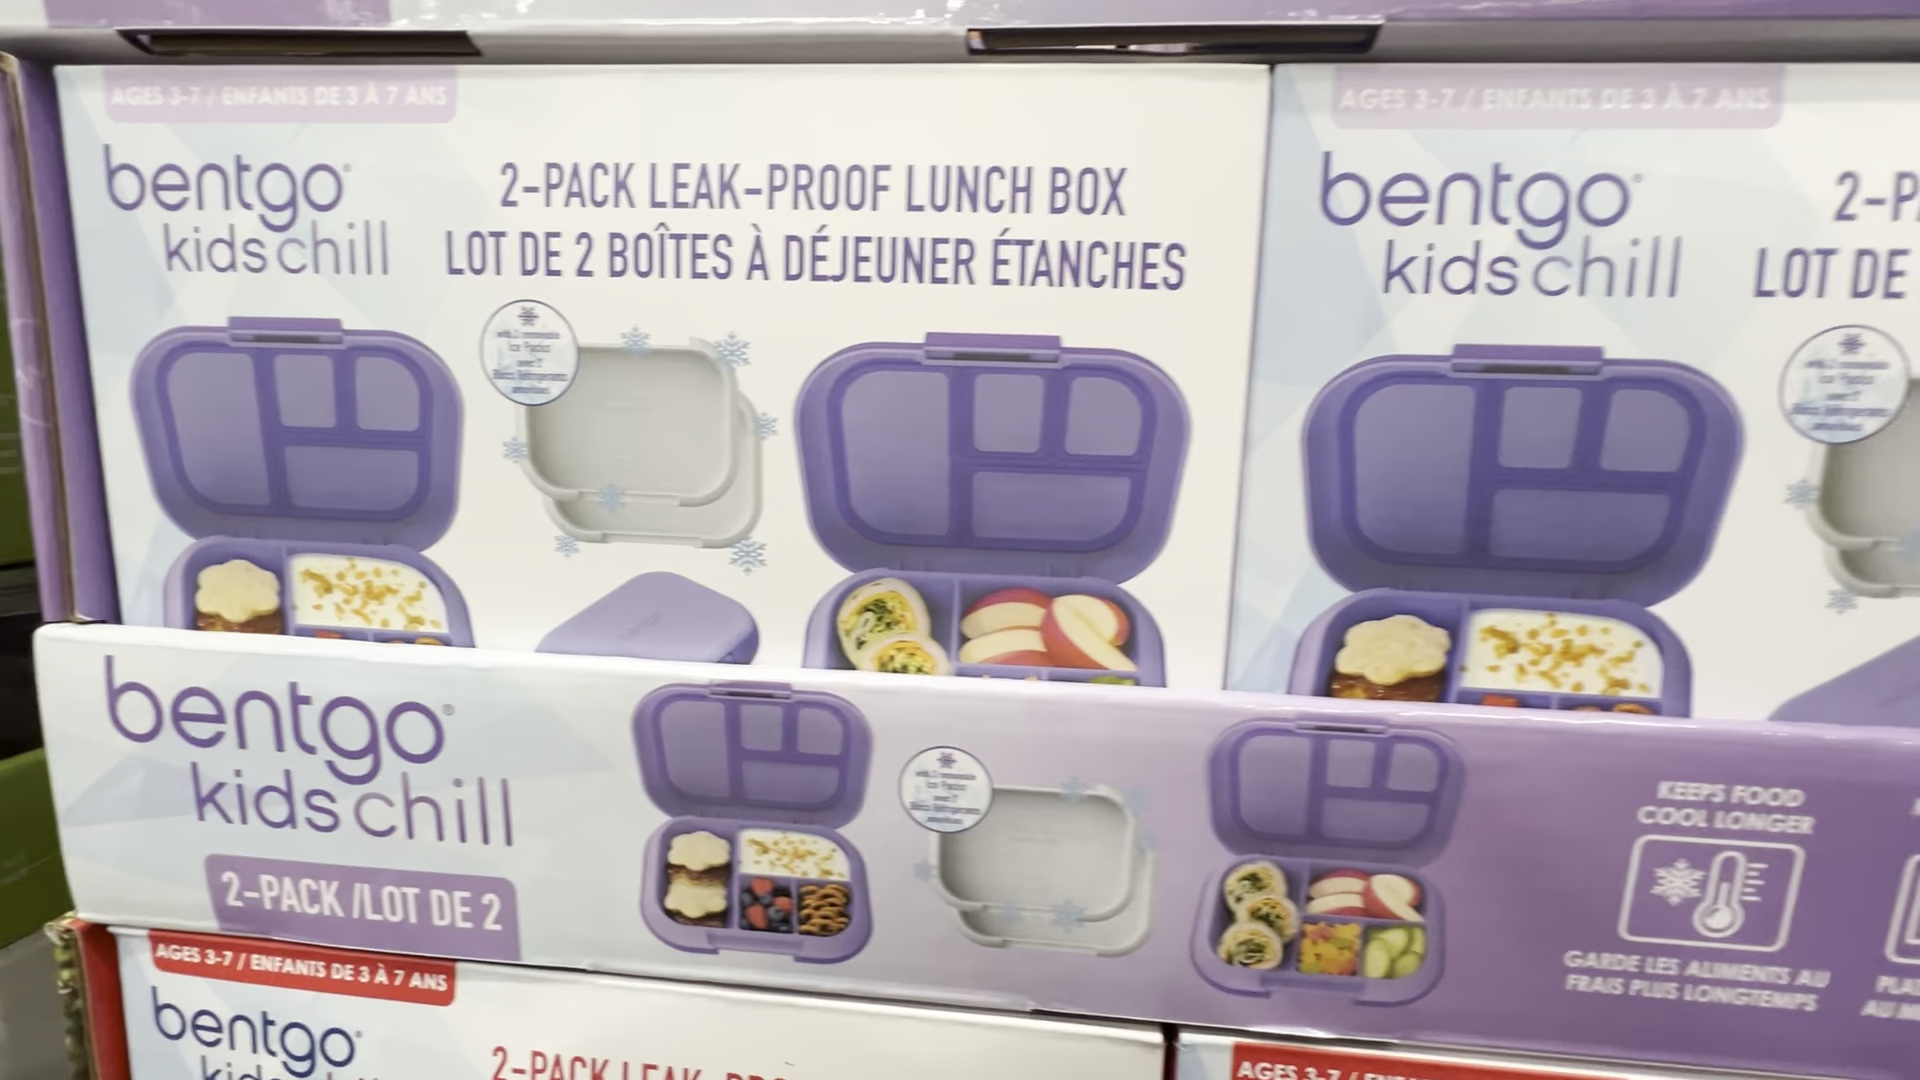 AGES 3-7 / ENFANTS DE 3 À 7 ANS
bentgo
kids chill
2-PACK LEAK-PROOF LUNCH BOX
LOT DE 2 BOÎTES À DÉJEUNER ÉTANCHES
AGES 3-7 / ENFANTS DE 3 À 7 ANS
bentgo
kids chill
2-P
LOT DE
bentgo
kids chill
2-PACK /LOT DE 2
KEEPS FOOD
COOL LONGER
GARDE LES ALIMENTS AU
FRAIS PLUS LONGTEMPS
AGES 3-7 / ENFANTS DE 3 À 7 ANS
bentgo
2-PACK LEAK-PRO
AGES 3-7 /